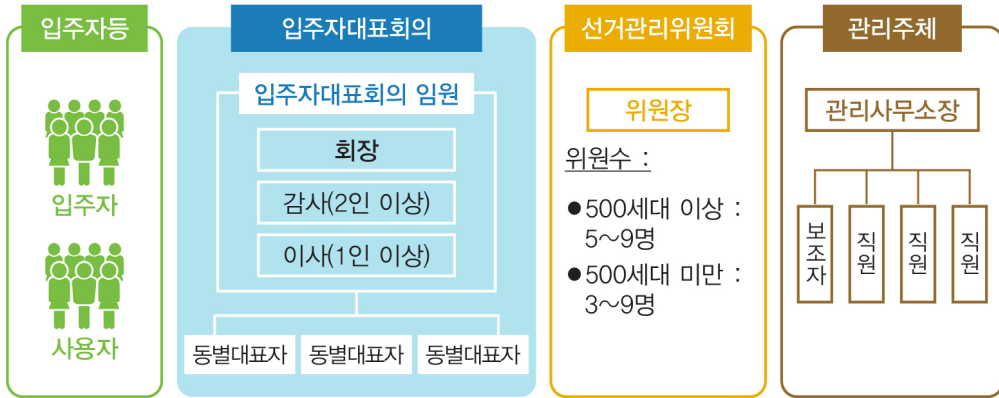 입주자등
입주자
사용자
입주자대표회의
입주자대표회의 임원
회장
감사(2인 이상)
이사(1인 이상)
동별대표자
동별대표자
동별대표자
선거관리위원회
위원장
위원수 :
●500세대 이상 :
5~9명
●500세대 미만 :
3~9명
관리주체
관리사무소장
보조자
직원
직원
직원